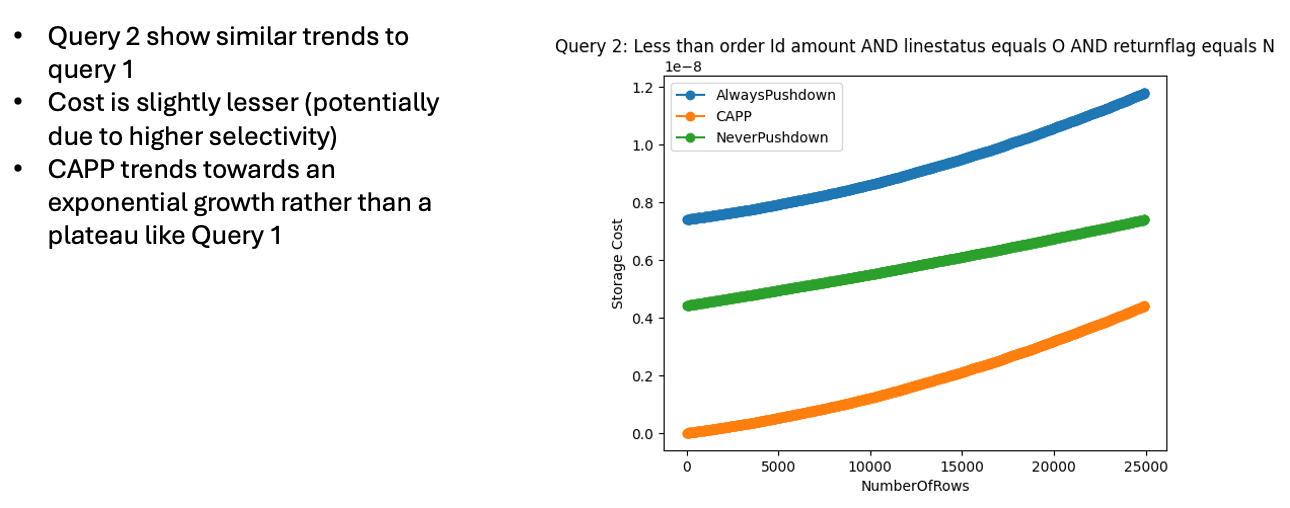 • Query 2 show similar trends to
query 1
• Cost is slightly lesser (potentially
due to higher selectivity)
• CAPP trends towards an
exponential growth rather than a
plateau like Query 1
Query 2: Less than order Id amount AND linestatus equals O AND returnflag equals N
1e−8
1.2
1.0
0.8
0.6
0.4
0.2
0.0
Storage Cost
AlwaysPushdown
CAPP
NeverPushdown
0 5000 10000 15000 20000 25000
NumberOfRows